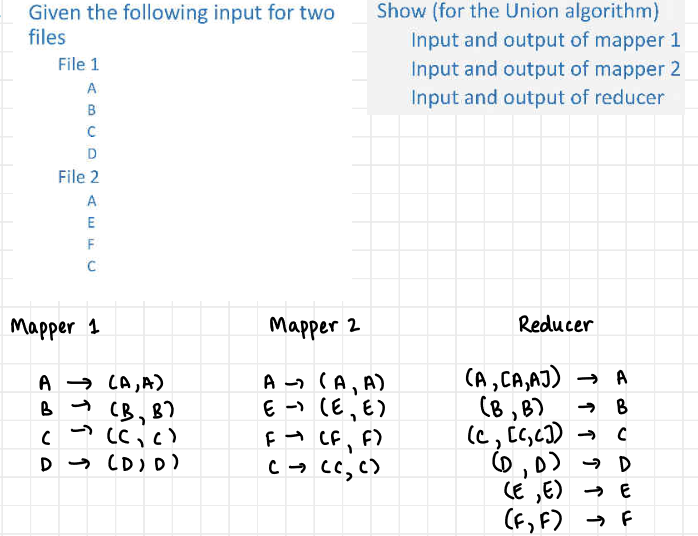 Given the following input for two
files
File 1
A
B
C
D
File 2
A
E
F
C
Show (for the Union algorithm)
Input and output of mapper 1
Input and output of mapper 2
Input and output of reducer
Mapper 1
A → (A,A)
B → (B,B)
C → (C,C)
D → (D,D)
Mapper 2
A → (A,A)
E → (E,E)
F → (F,F)
C → (C,C)
Reducer
(A,[A,A]) → A
(B,B) → B
(C,[C,C]) → C
(D,D) → D
(E,E) → E
(F,F) → F